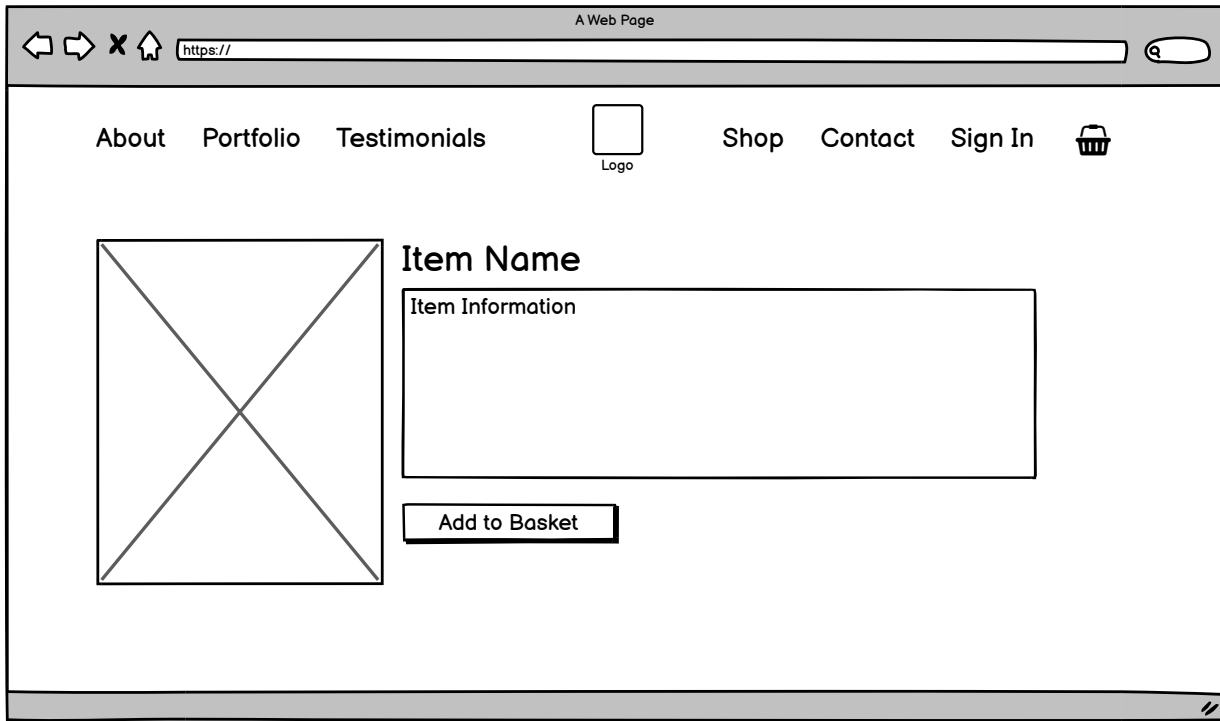 A Web Page
https://
About Portfolio Testimonials Logo Shop Contact Sign In
Item Name
Item Information
Add to Basket